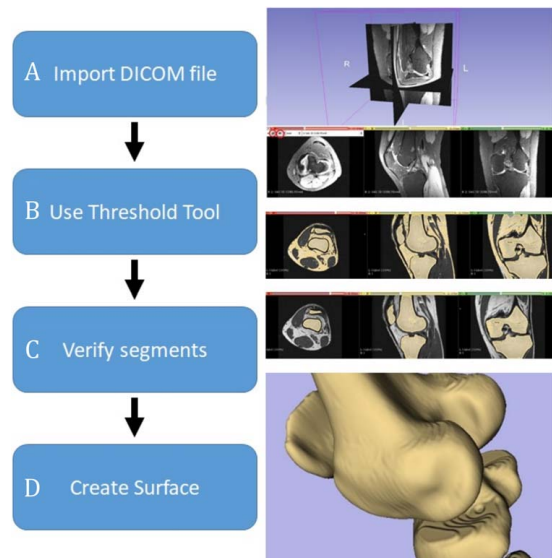 A Import DICOM file
B Use Threshold Tool
C Verify segments
D Create Surface
R
L